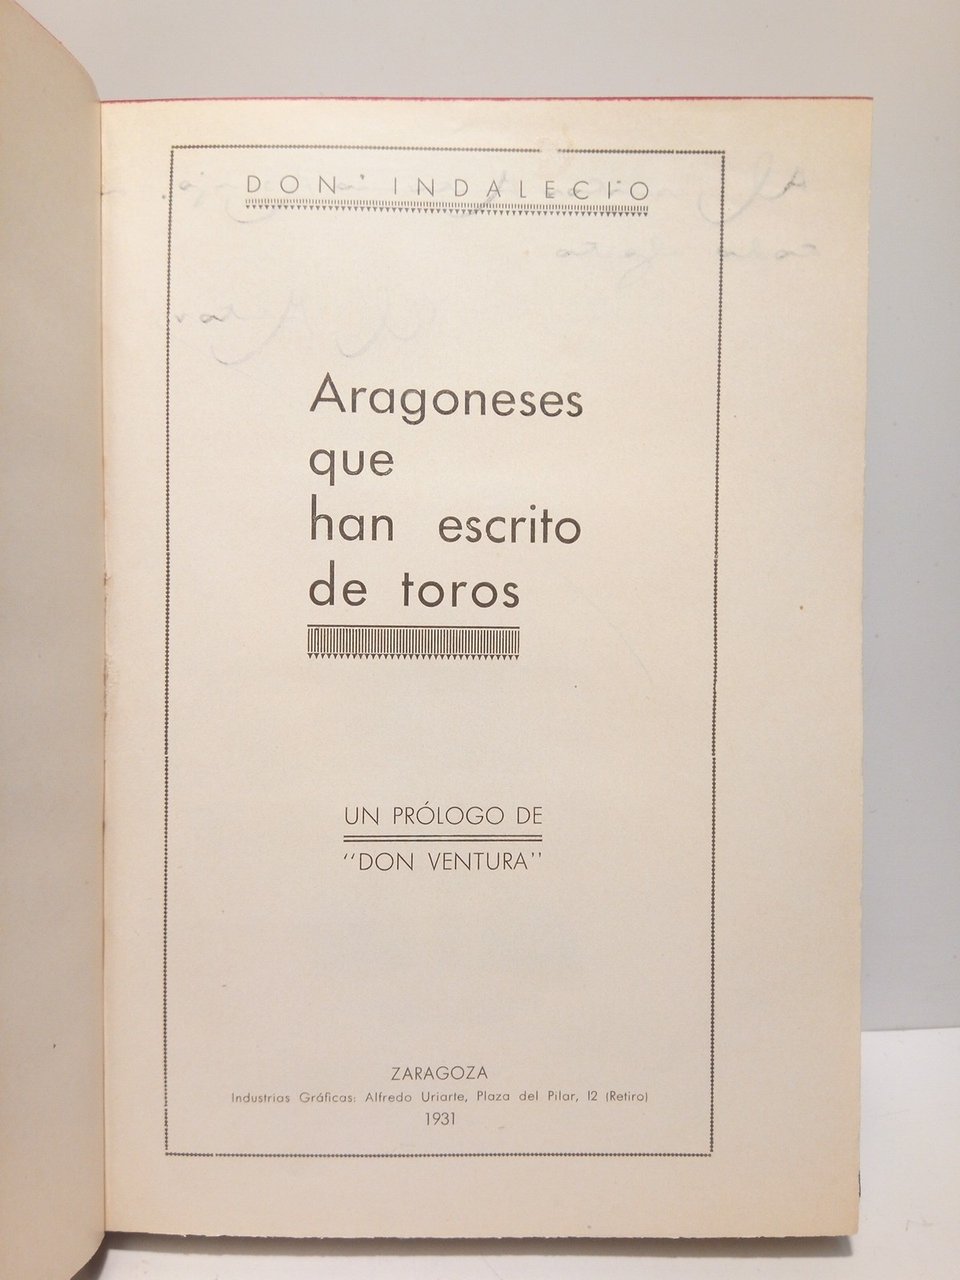 DON INDALECIO
Aragoneses
que
han escrito
de toros
UN PRÓLOGO DE
"DON VENTURA"
ZARAGOZA
Industrias Gráficas: Alfredo Uriarte, Plaza del Pilar, 12 (Retiro)
1931